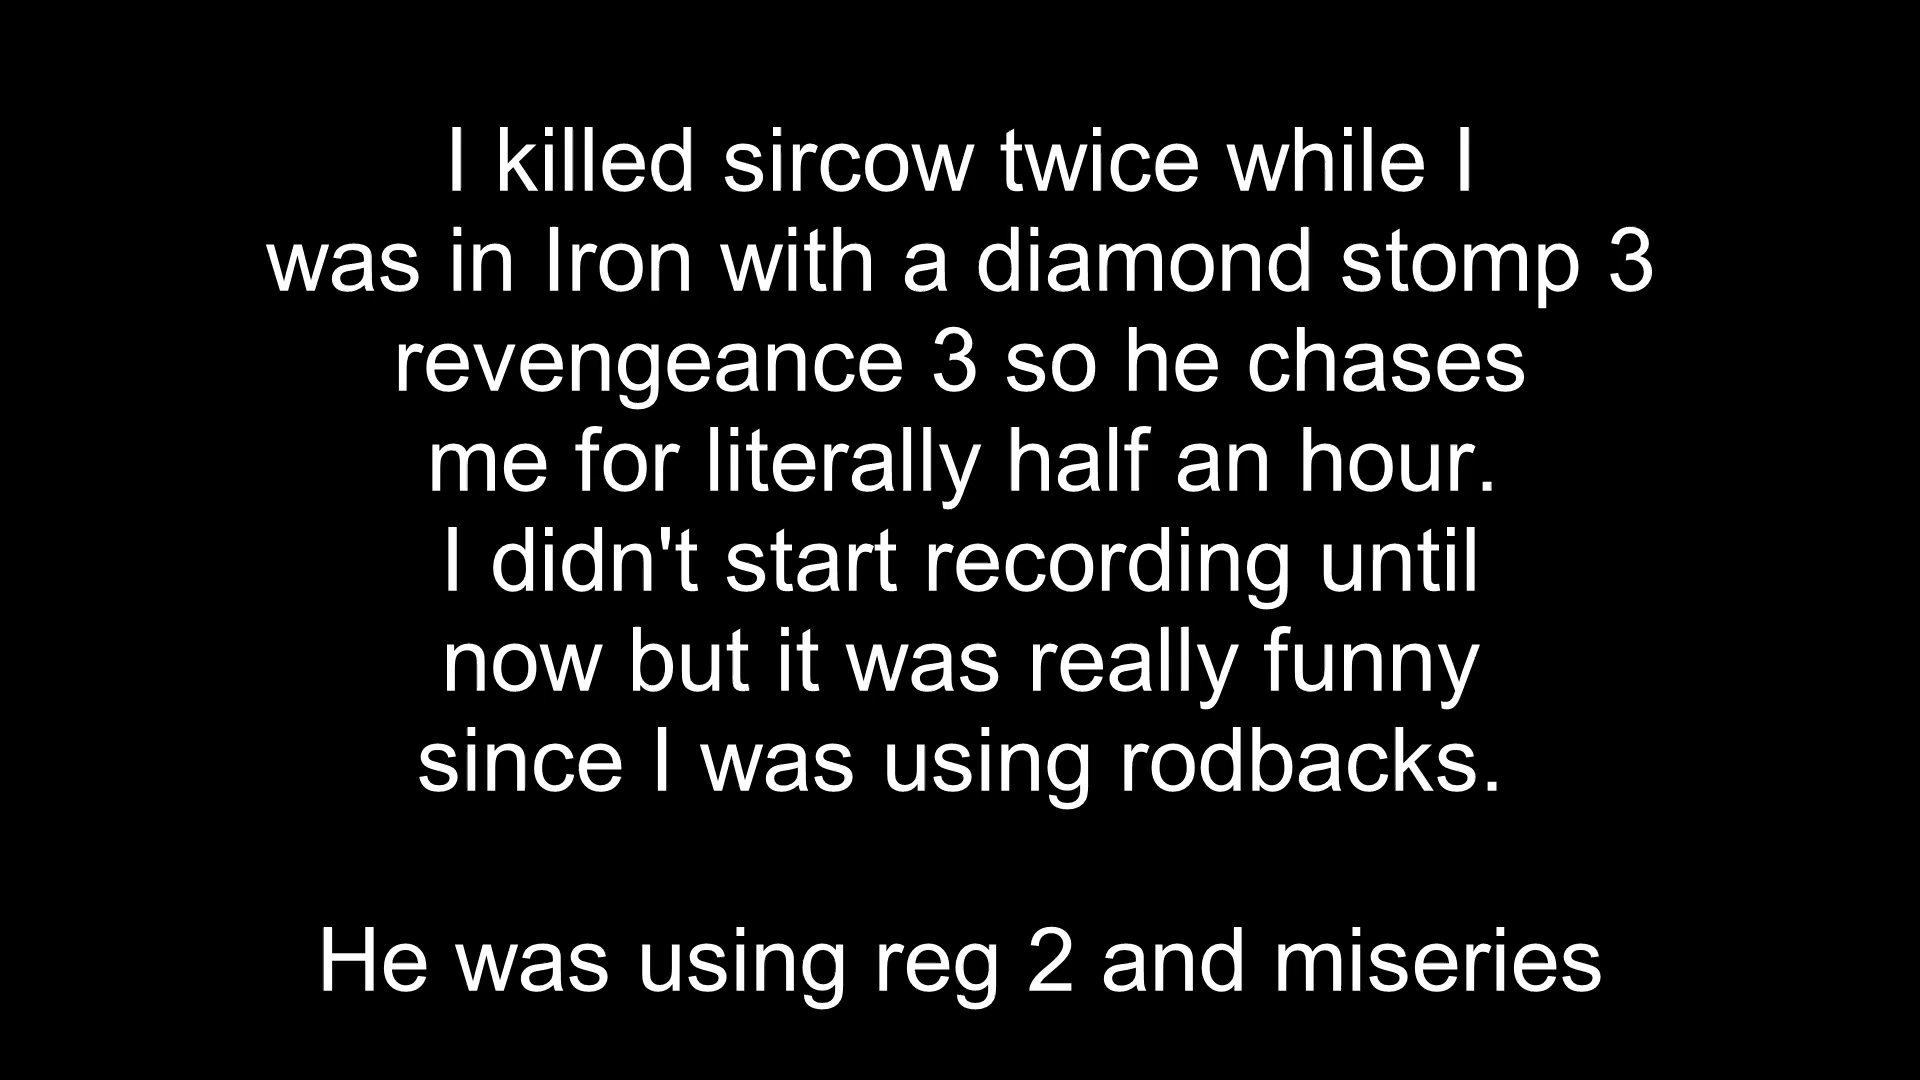 I killed sircow twice while I
was in Iron with a diamond stomp 3
revengeance 3 so he chases
me for literally half an hour.
I didn't start recording until
now but it was really funny
since I was using rodbacks.
He was using reg 2 and miseries